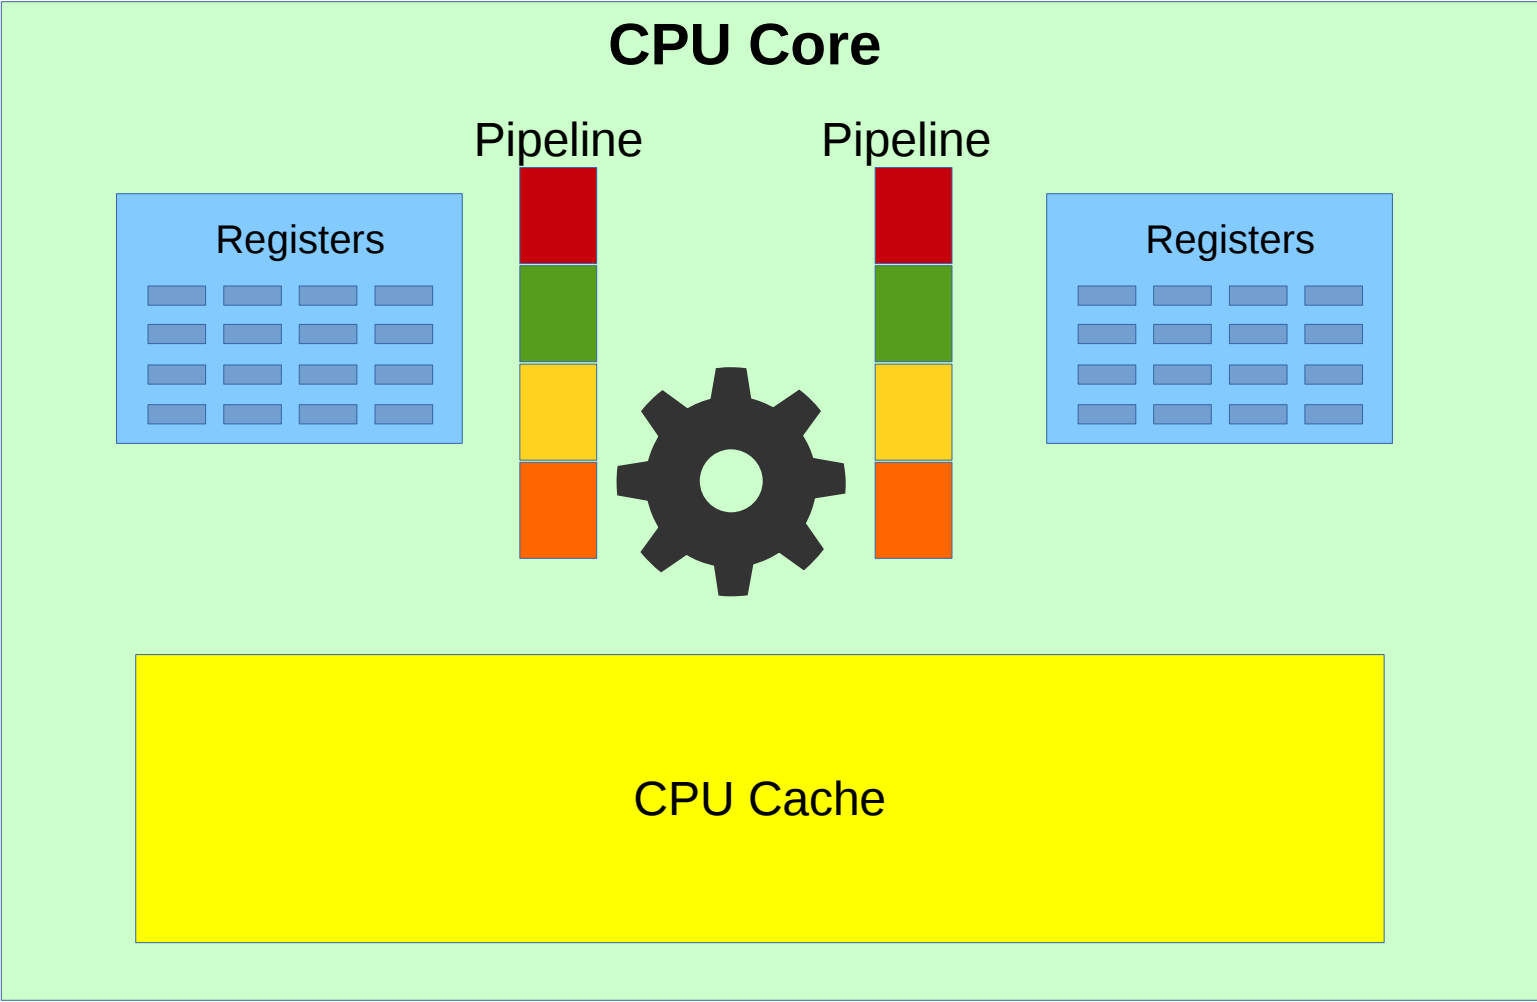 CPU Core
Pipeline
Pipeline
Registers
Registers
CPU Cache